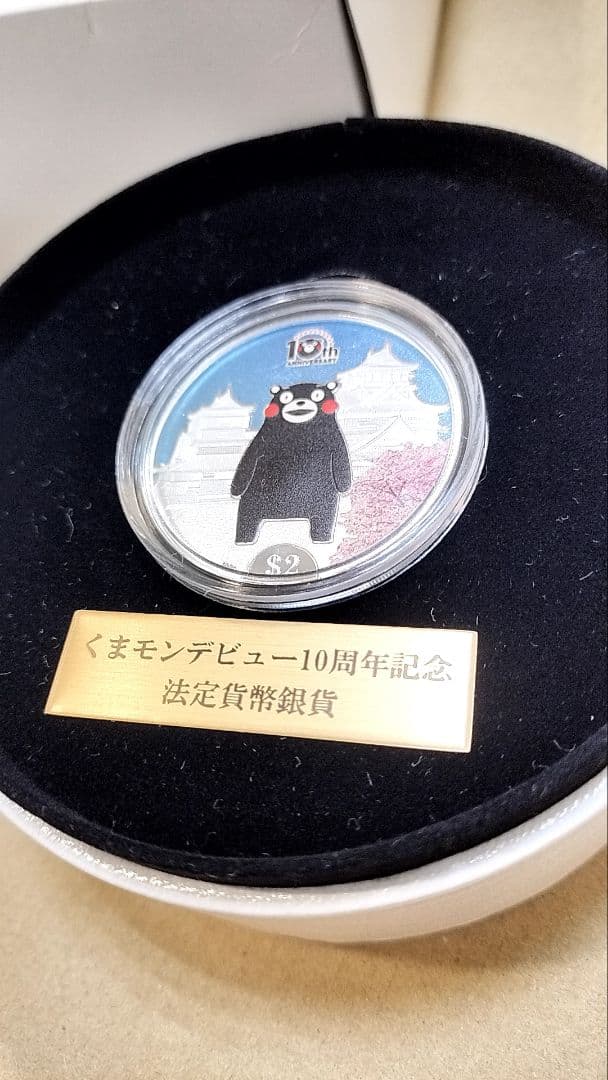 10th
ANNIVERSARY
$2
くまモンデビュー10周年記念
法定貨幣銀貨